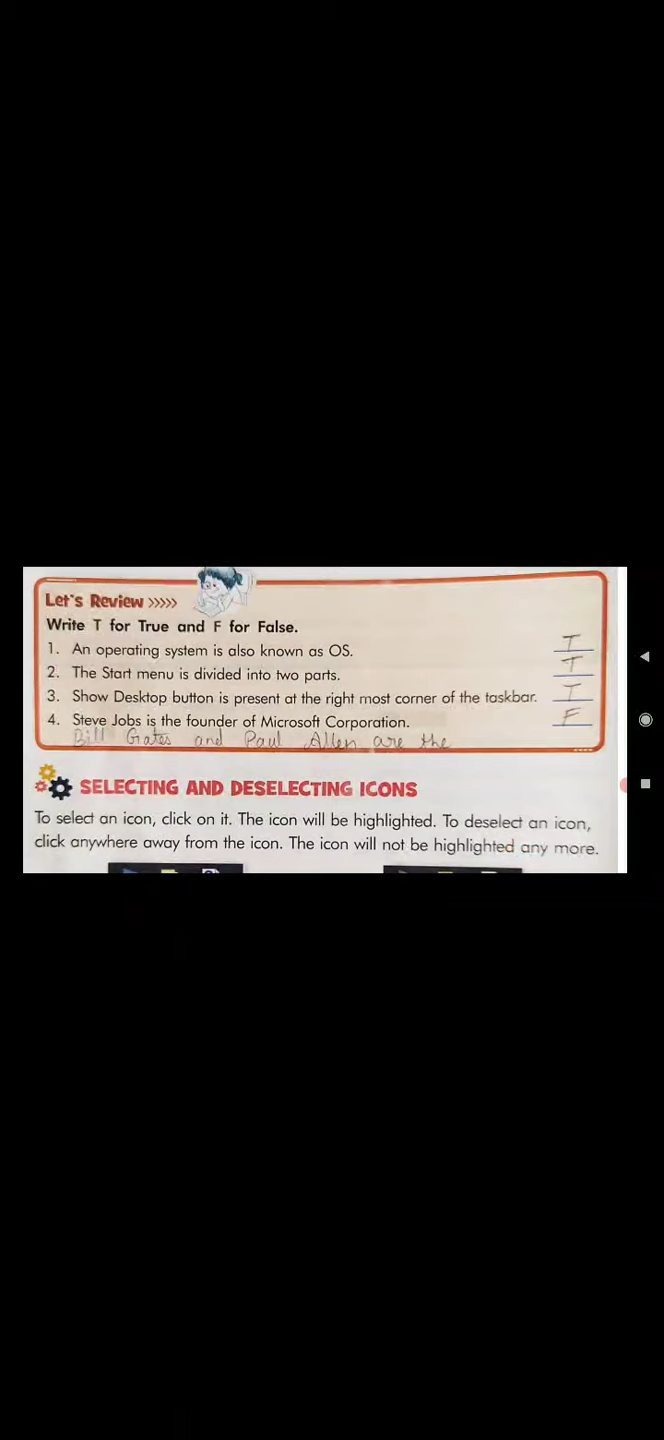 Let's Review >>>>>
Write T for True and F for False.
1. An operating system is also known as OS. T
2. The Start menu is divided into two parts. T
3. Show Desktop button is present at the right most corner of the taskbar. T
4. Steve Jobs is the founder of Microsoft Corporation. F
Bill Gates and Paul Allen are the
SELECTING AND DESELECTING ICONS
To select an icon, click on it. The icon will be highlighted. To deselect an icon,
click anywhere away from the icon. The icon will not be highlighted any more.